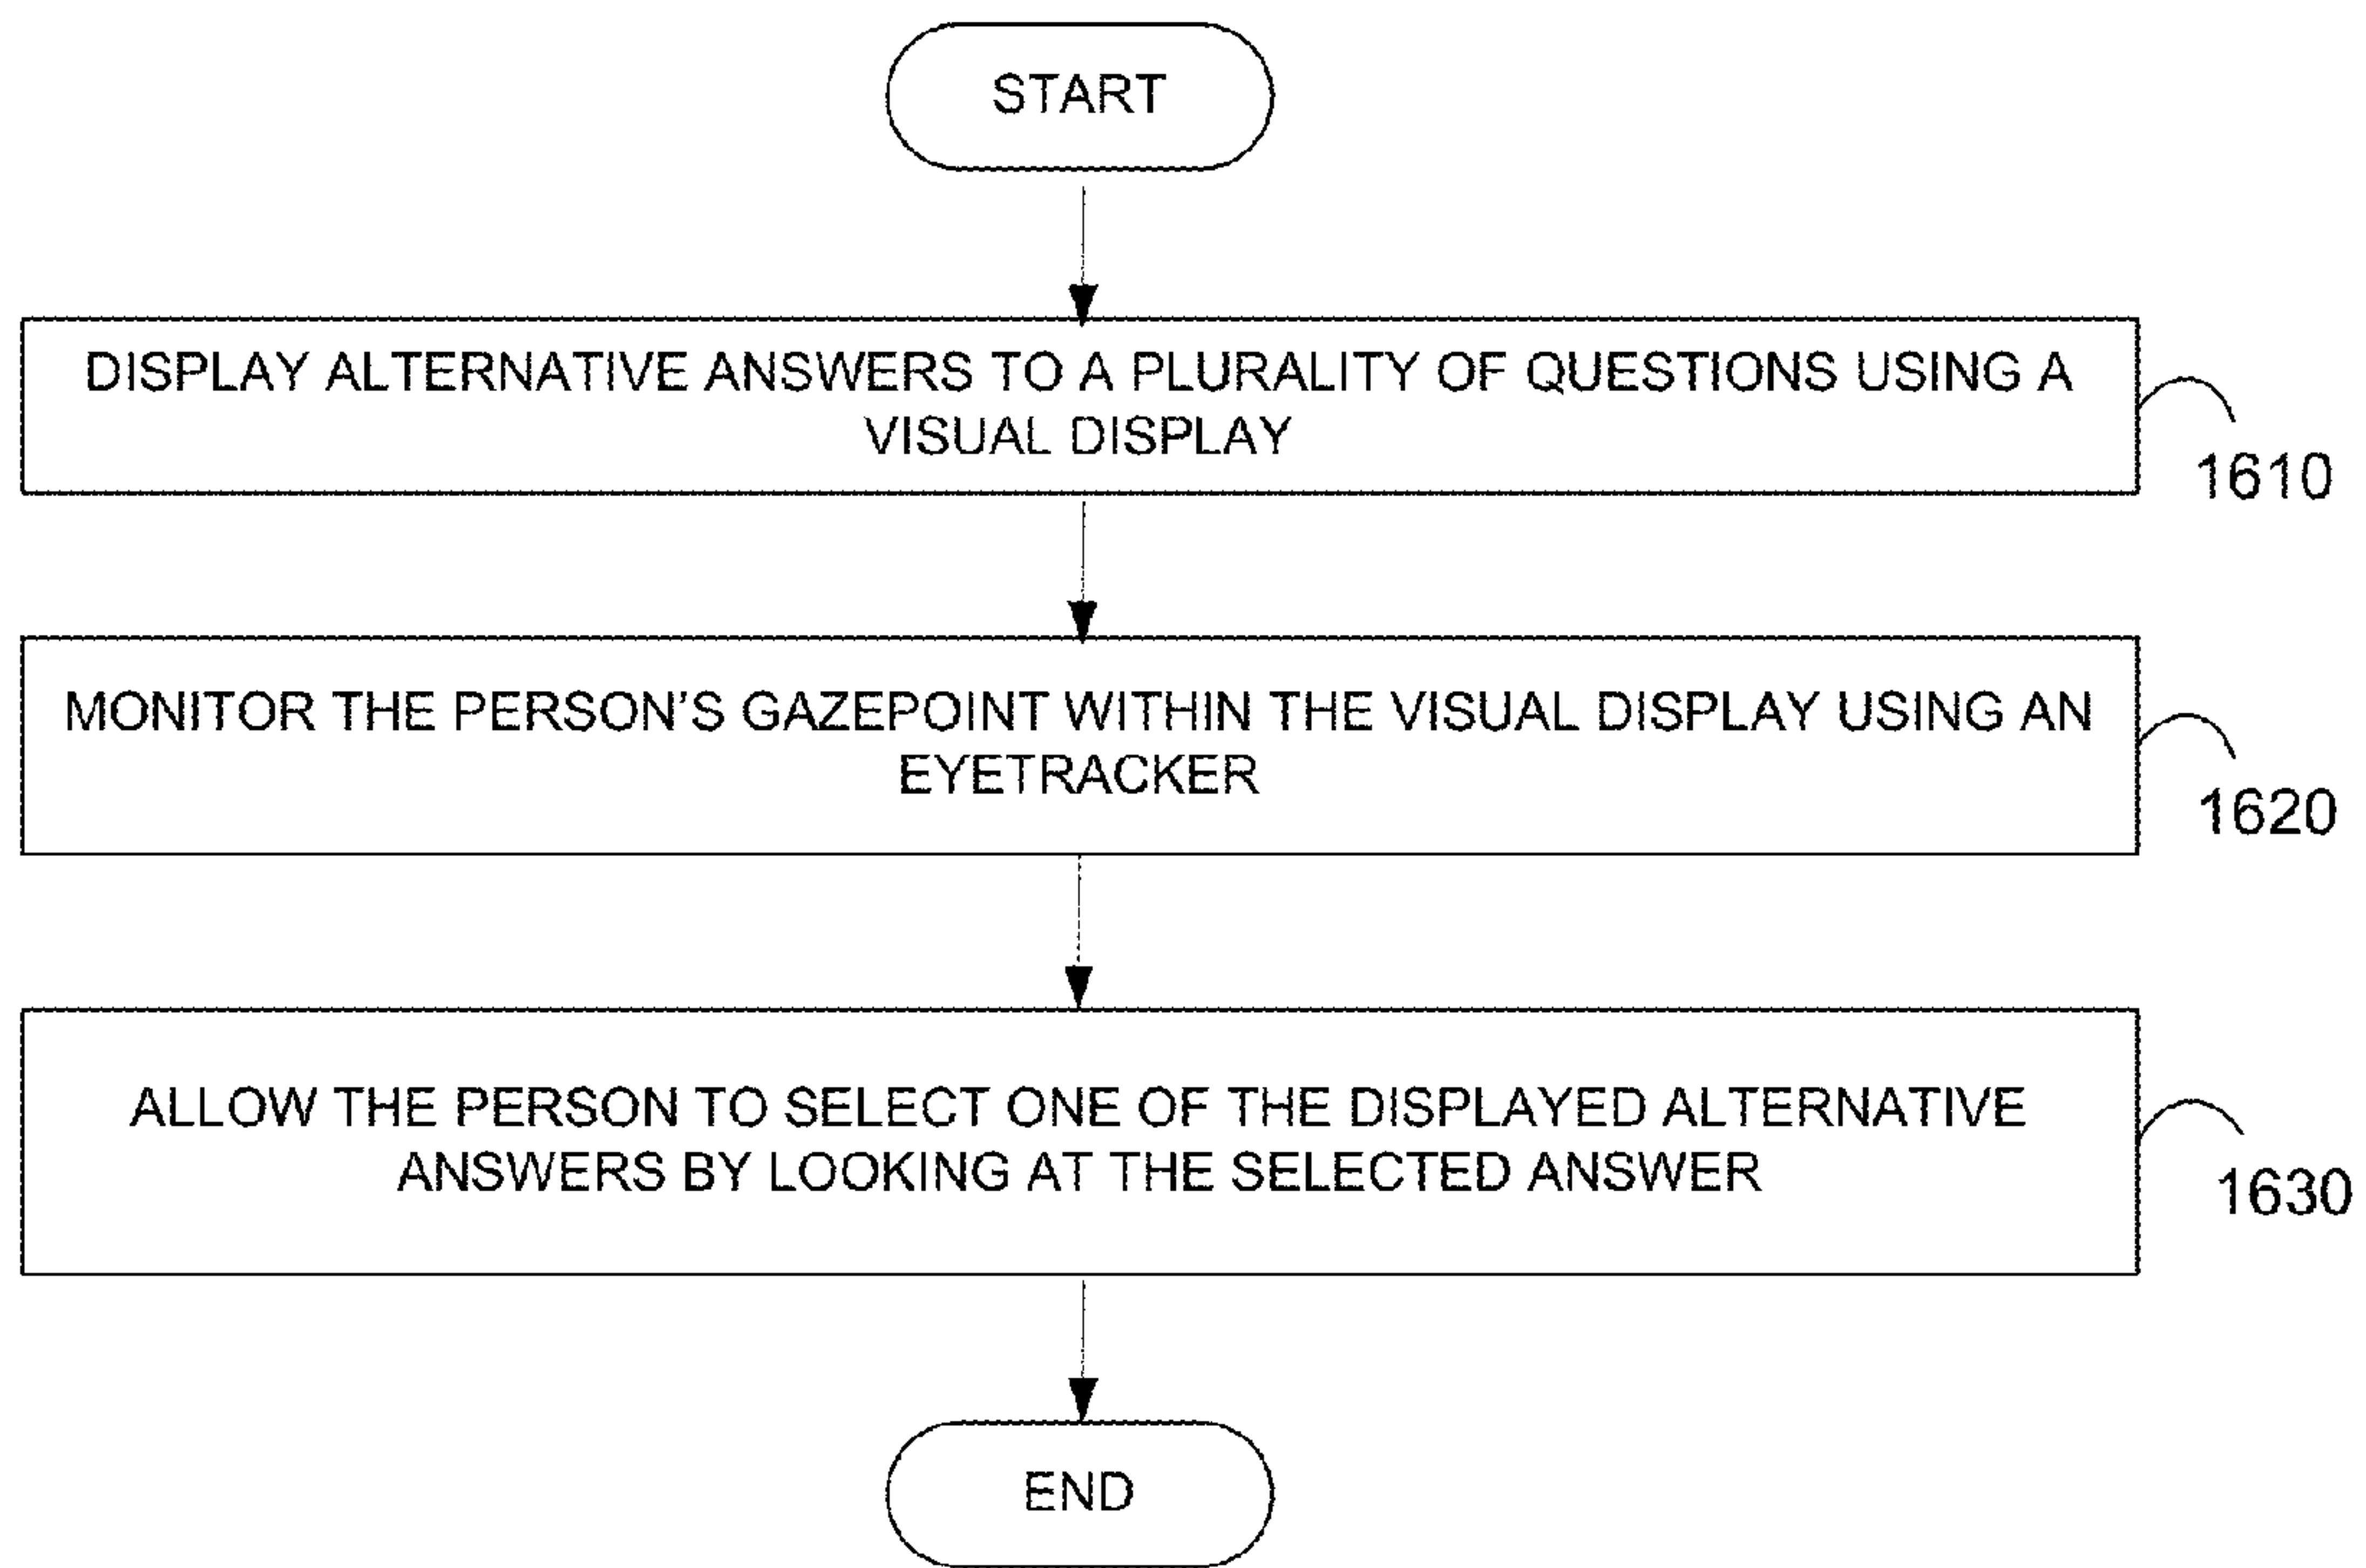 START
DISPLAY ALTERNATIVE ANSWERS TO A PLURALITY OF QUESTIONS USING A
VISUAL DISPLAY
1610
MONITOR THE PERSON'S GAZEPOINT WITHIN THE VISUAL DISPLAY USING AN
EYETRACKER
1620
ALLOW THE PERSON TO SELECT ONE OF THE DISPLAYED ALTERNATIVE
ANSWERS BY LOOKING AT THE SELECTED ANSWER
1630
END